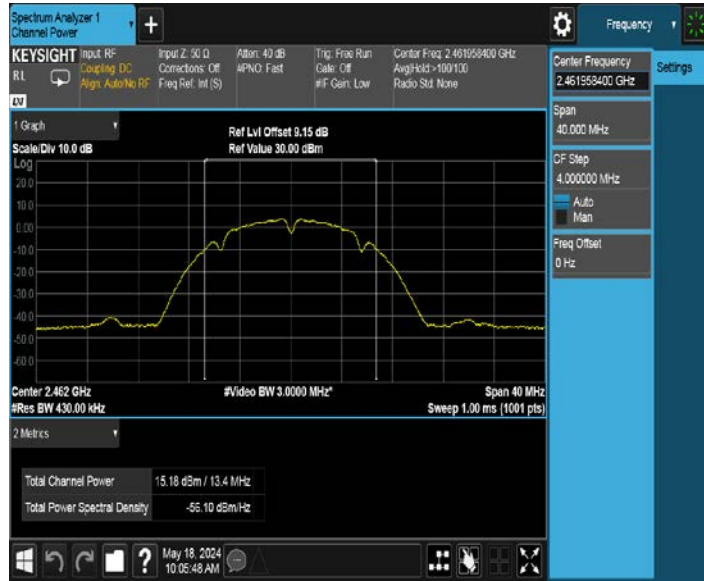 Spectrum Analyzer 1
Channel Power
+
Frequency
KEYSIGHT
RL
Input: RF
Coupling: DC
Align: Auto/No RF
Input Z: 50 Ω
Corrections: Off
Freq Ref: Int (S)
Atten: 40 dB
#PNO: Fast
Trig: Free Run
Gate: Off
#IF Gain: Low
Center Freq: 2.461958400 GHz
Avg|Hold:>100/100
Radio Std: None
Center Frequency
2.461958400 GHz
Settings
Span
40.000 MHz
CF Step
4.000000 MHz
Auto
Man
Freq Offset
0 Hz
1 Graph
Scale/Div 10.0 dB
Ref Lvl Offset 9.15 dB
Ref Value 30.00 dBm
Log
20.0
10.0
0.00
-10.0
-20.0
-30.0
-40.0
-50.0
-60.0
Center 2.462 GHz
#Res BW 430.00 kHz
#Video BW 3.0000 MHz*
Span 40 MHz
Sweep 1.00 ms (1001 pts)
2 Metrics
Total Channel Power 15.18 dBm / 13.4 MHz
Total Power Spectral Density -56.10 dBm/Hz
?
May 18, 2024
10:05:48 AM